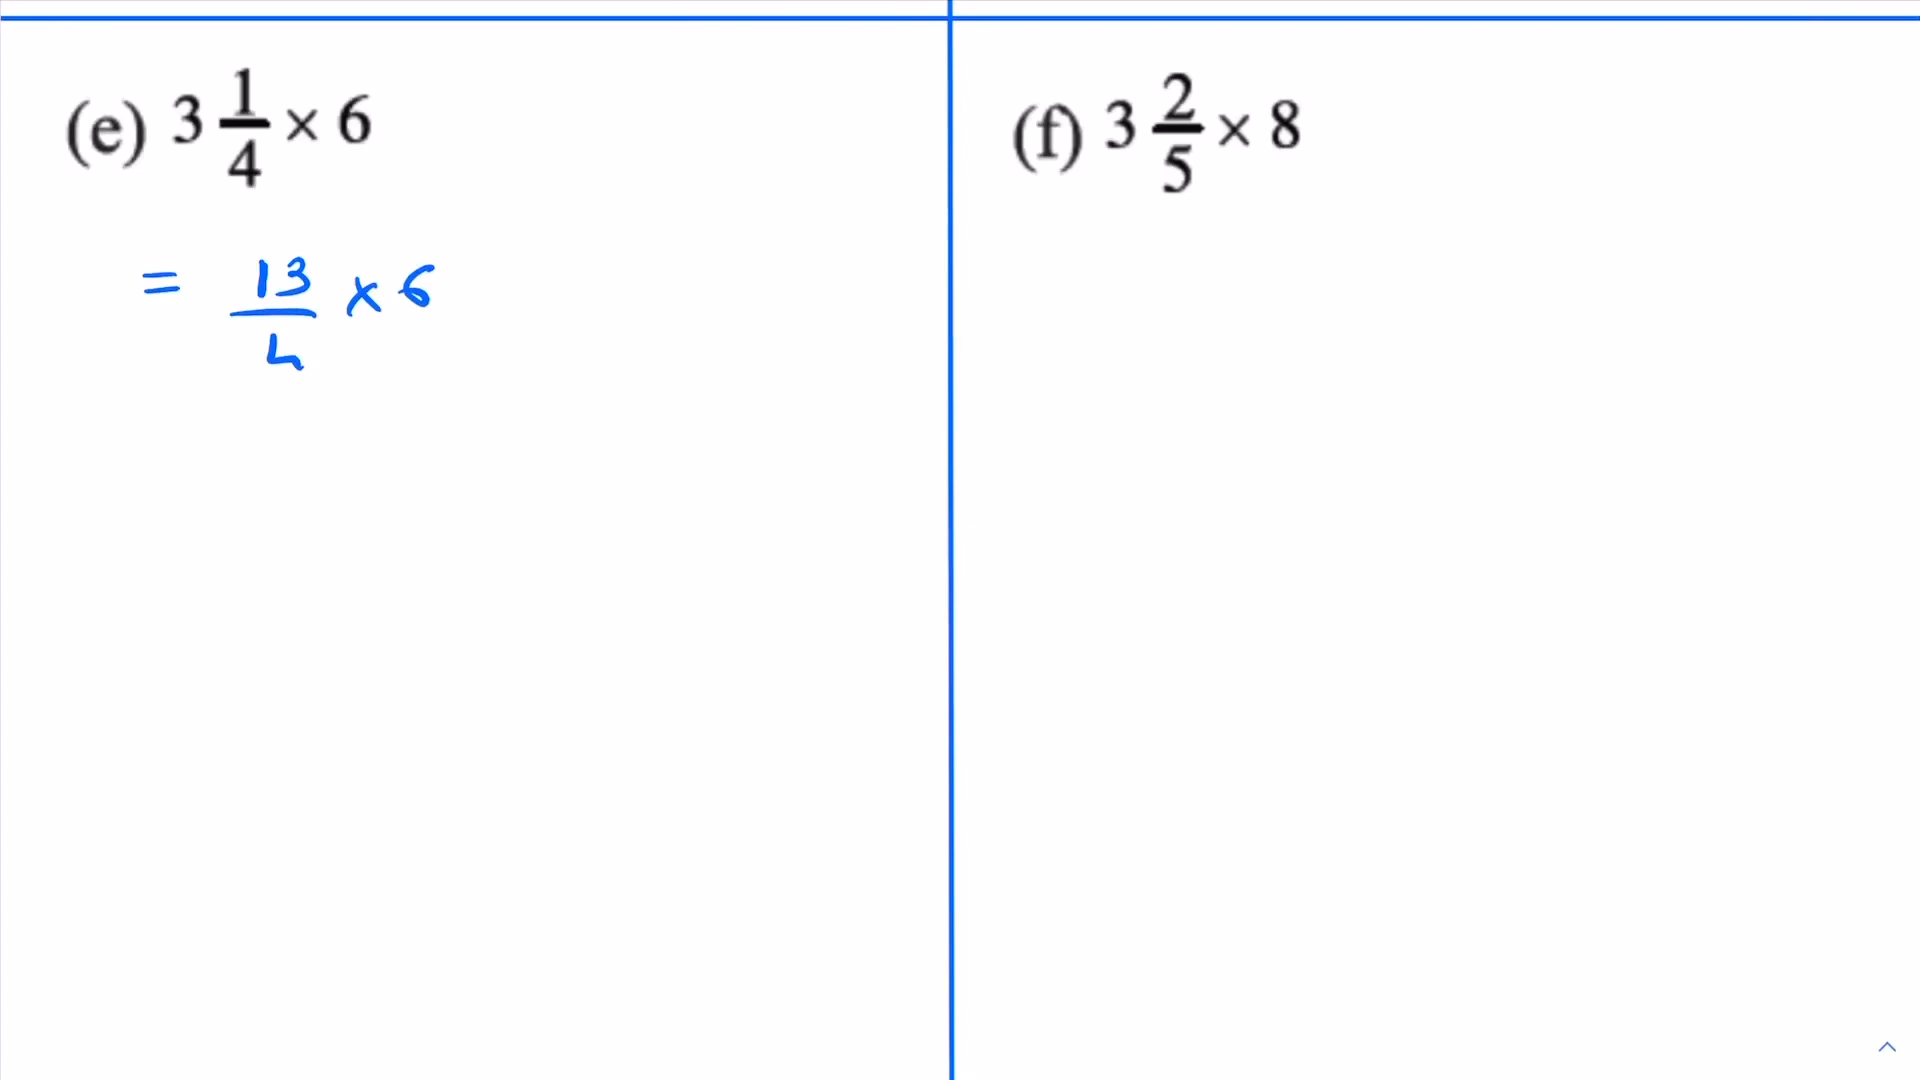 (e) 3 1/4 × 6
= 13/4 × 6
(f) 3 2/5 × 8